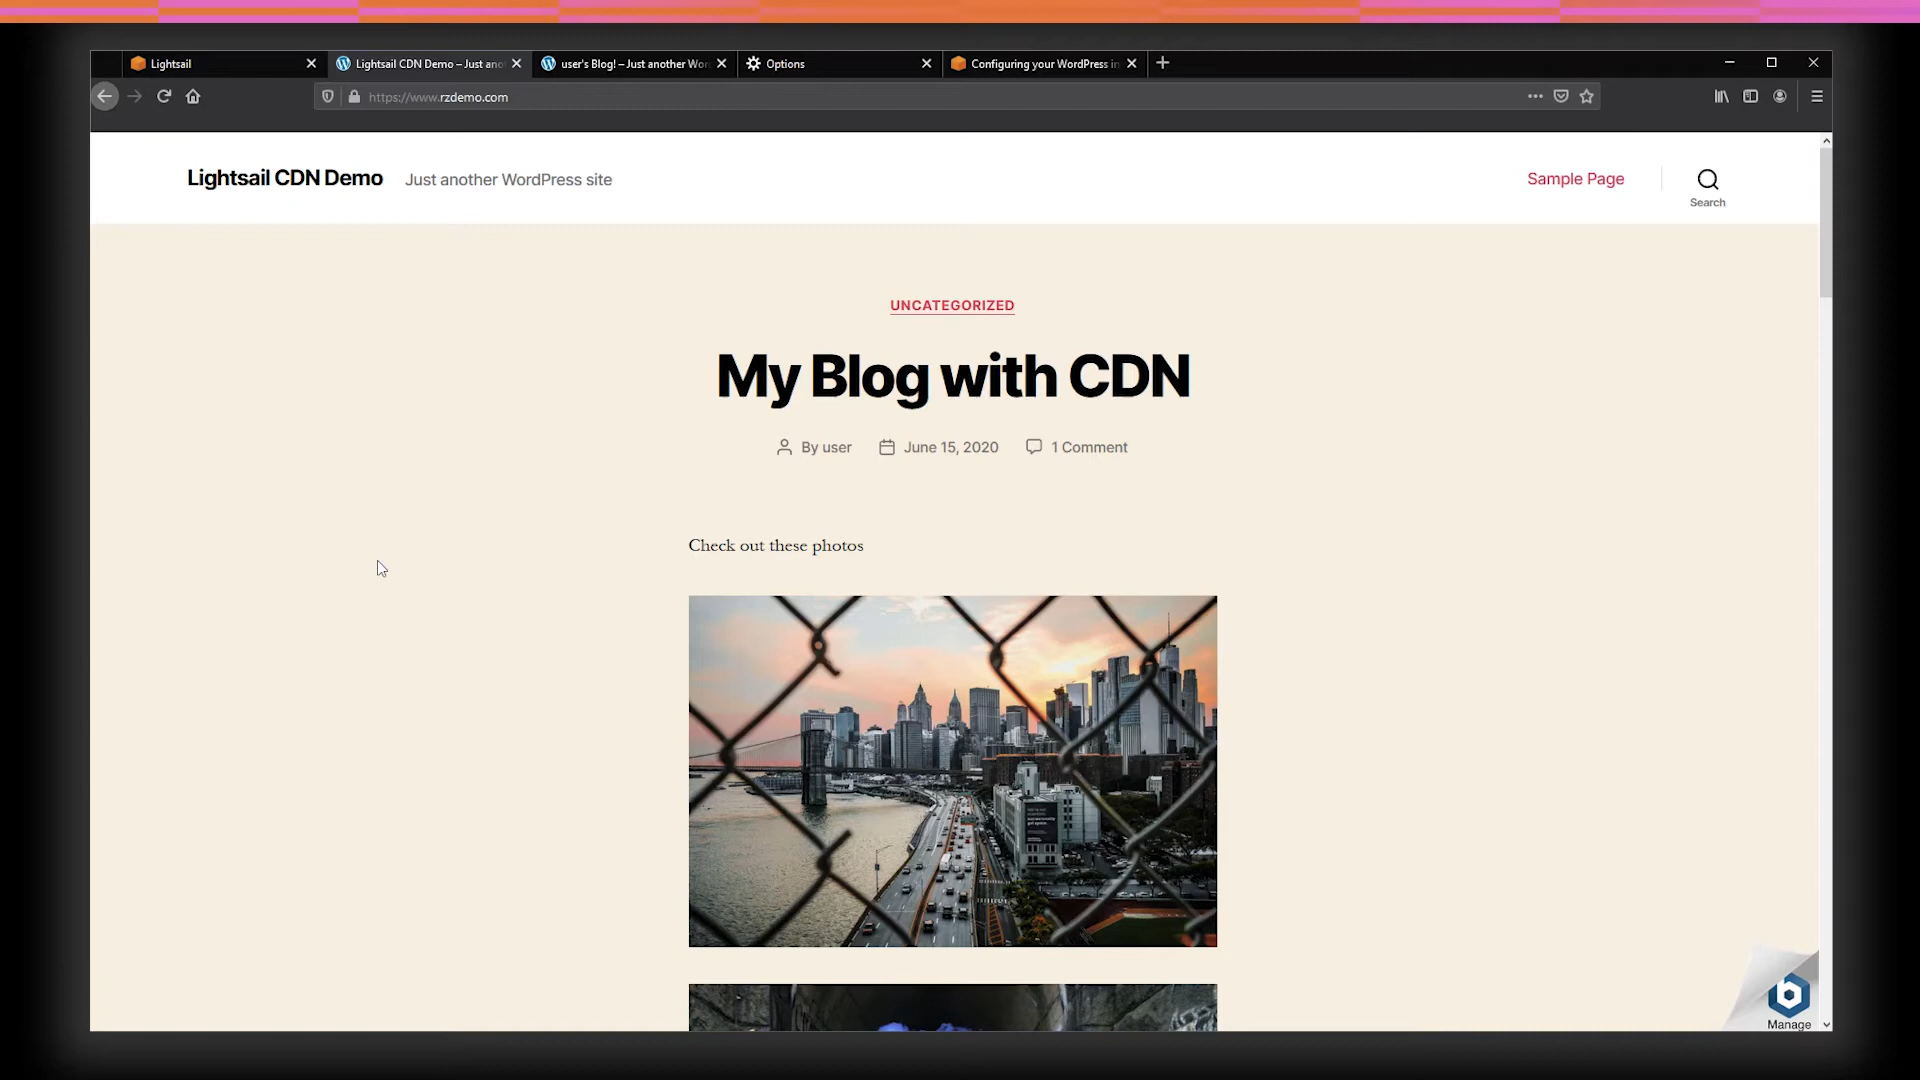 Lightsail
Lightsail CDN Demo – Just ano
user's Blog! – Just another Wor
Options
Configuring your WordPress in
https://www.rzdemo.com
Lightsail CDN Demo
Just another WordPress site
Sample Page
Search
UNCATEGORIZED
My Blog with CDN
By user
June 15, 2020
1 Comment
Check out these photos
Manage